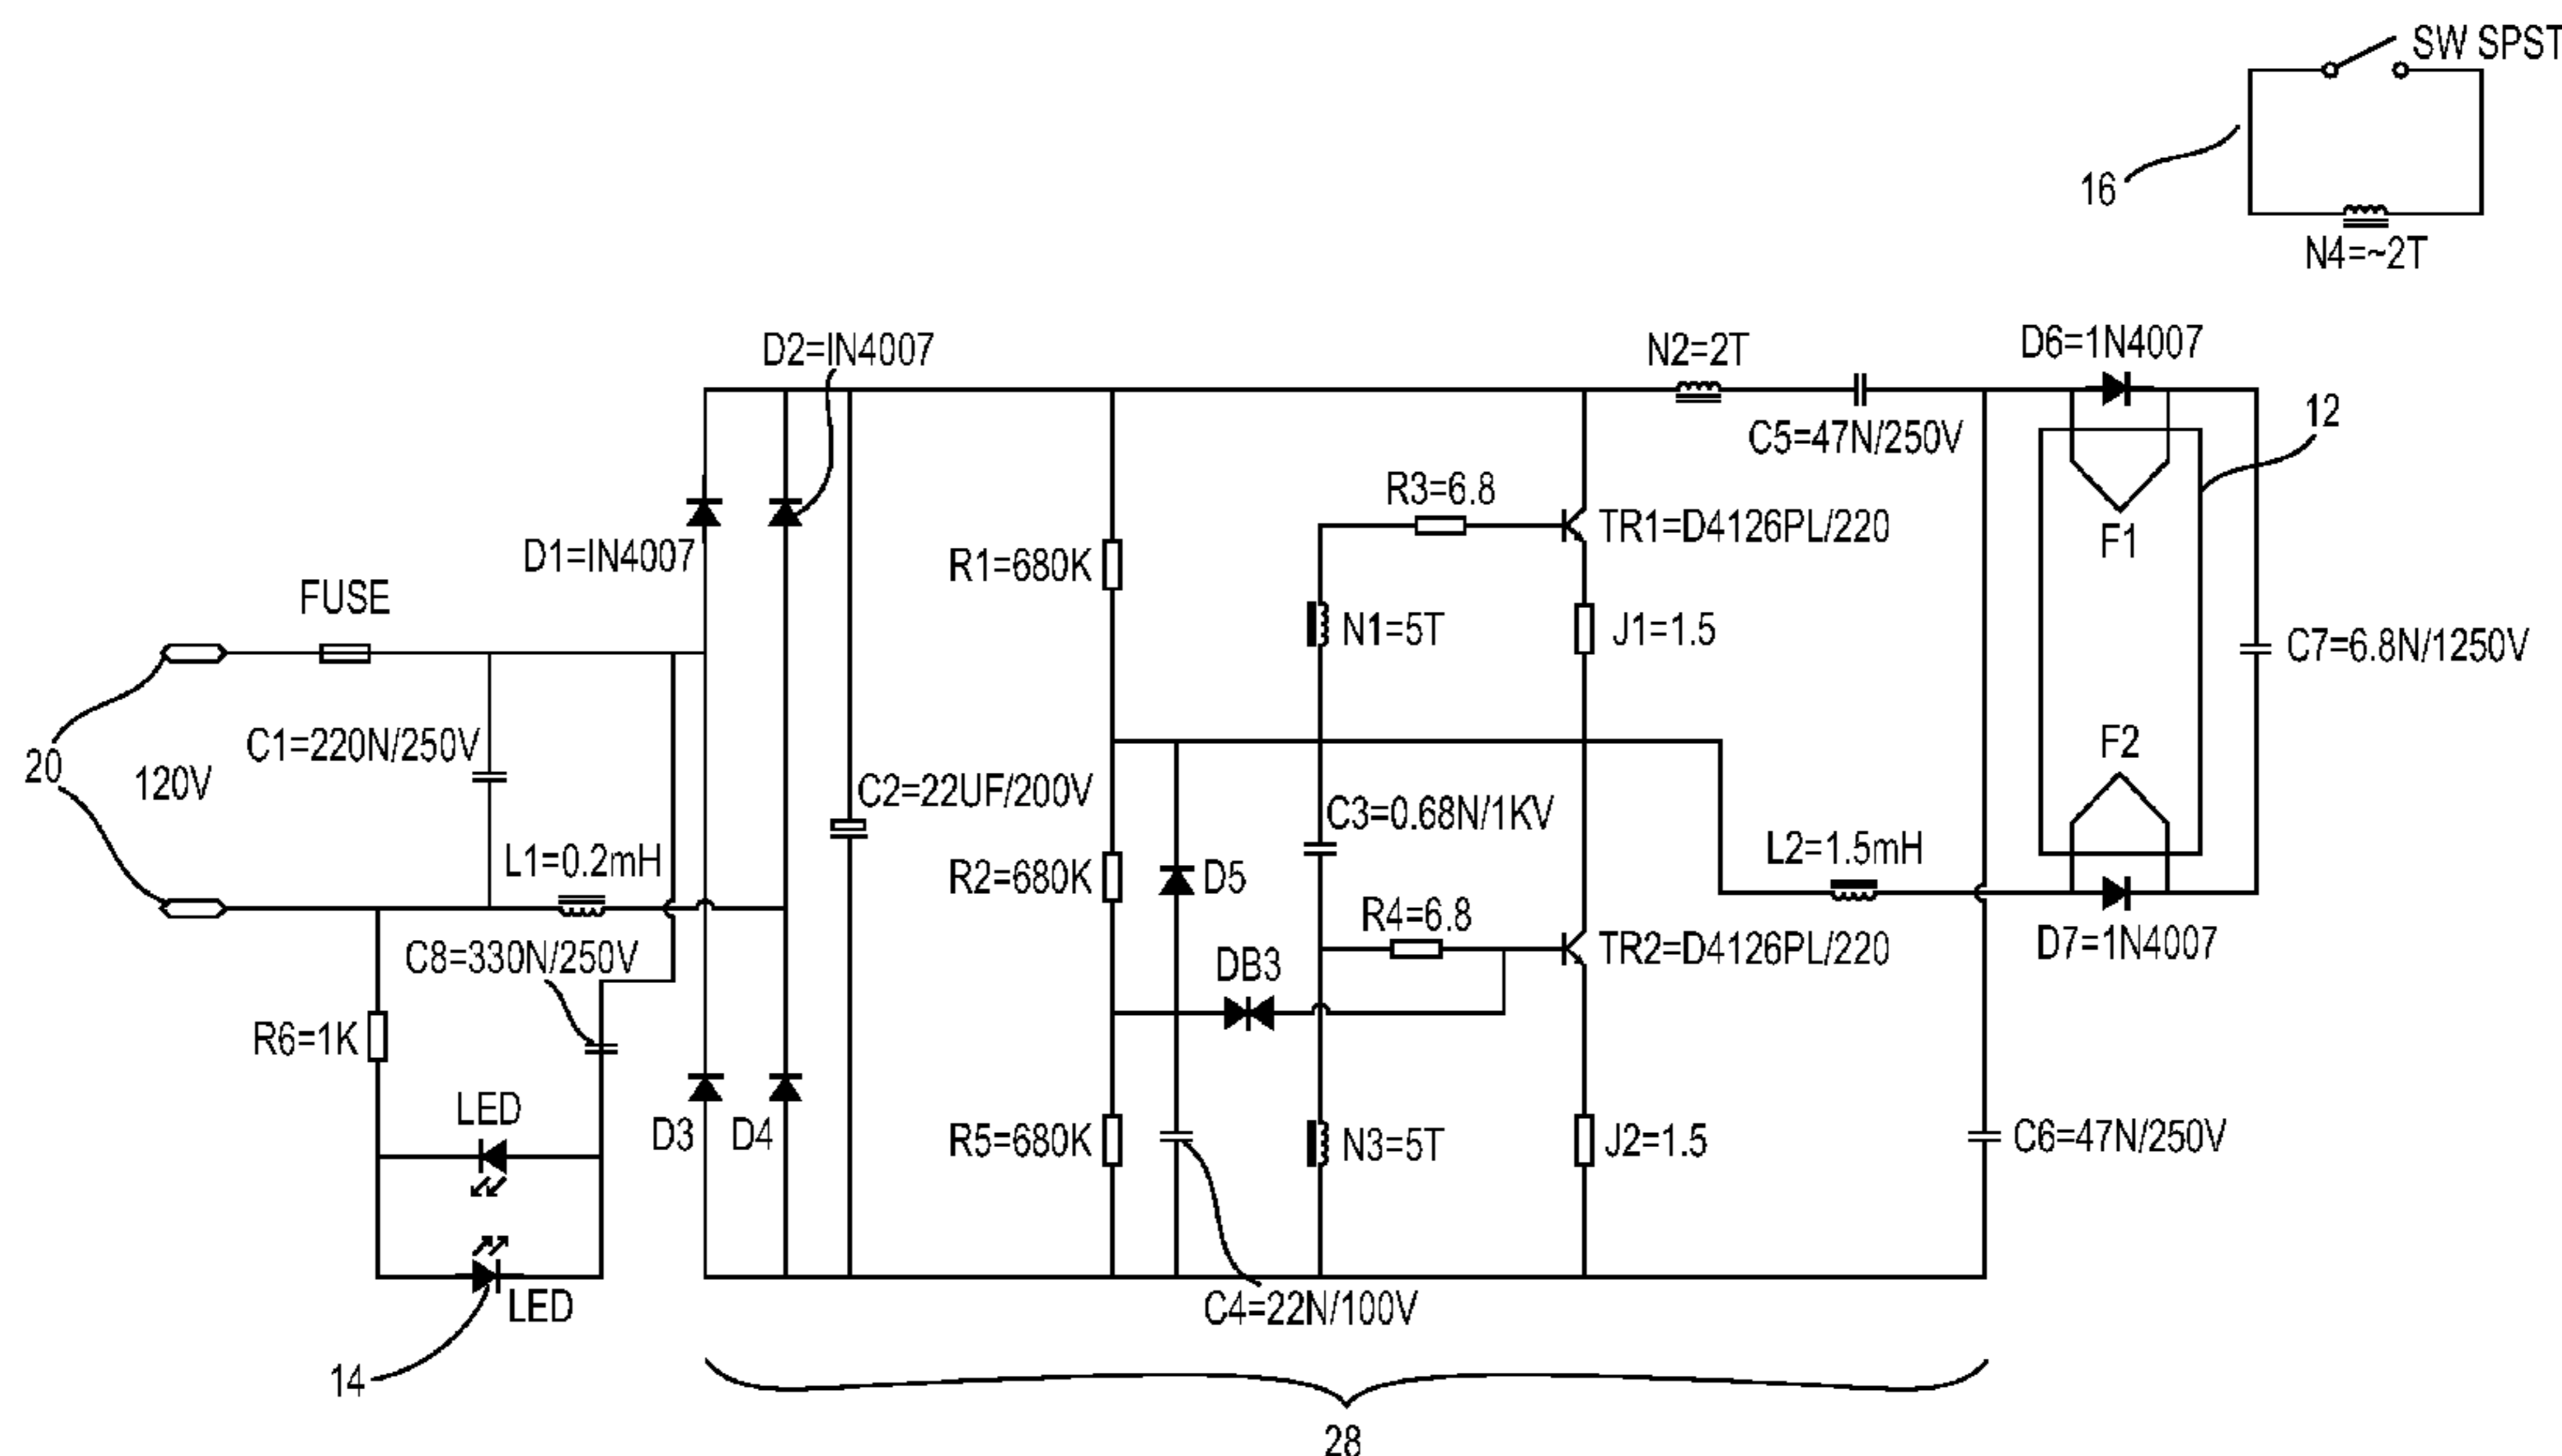 SW SPST
16
N4=~2T
D2=IN4007
N2=2T
D6=1N4007
12
C5=47N/250V
R3=6.8
D1=IN4007
TR1=D4126PL/220
F1
R1=680K
FUSE
N1=5T
J1=1.5
C7=6.8N/1250V
20
120V
C1=220N/250V
F2
C2=22UF/200V
C3=0.68N/1KV
L1=0.2mH
R2=680K
D5
L2=1.5mH
R4=6.8
C8=330N/250V
DB3
TR2=D4126PL/220
D7=1N4007
R6=1K
LED
D3
D4
R5=680K
N3=5T
J2=1.5
C6=47N/250V
LED
C4=22N/100V
14
28